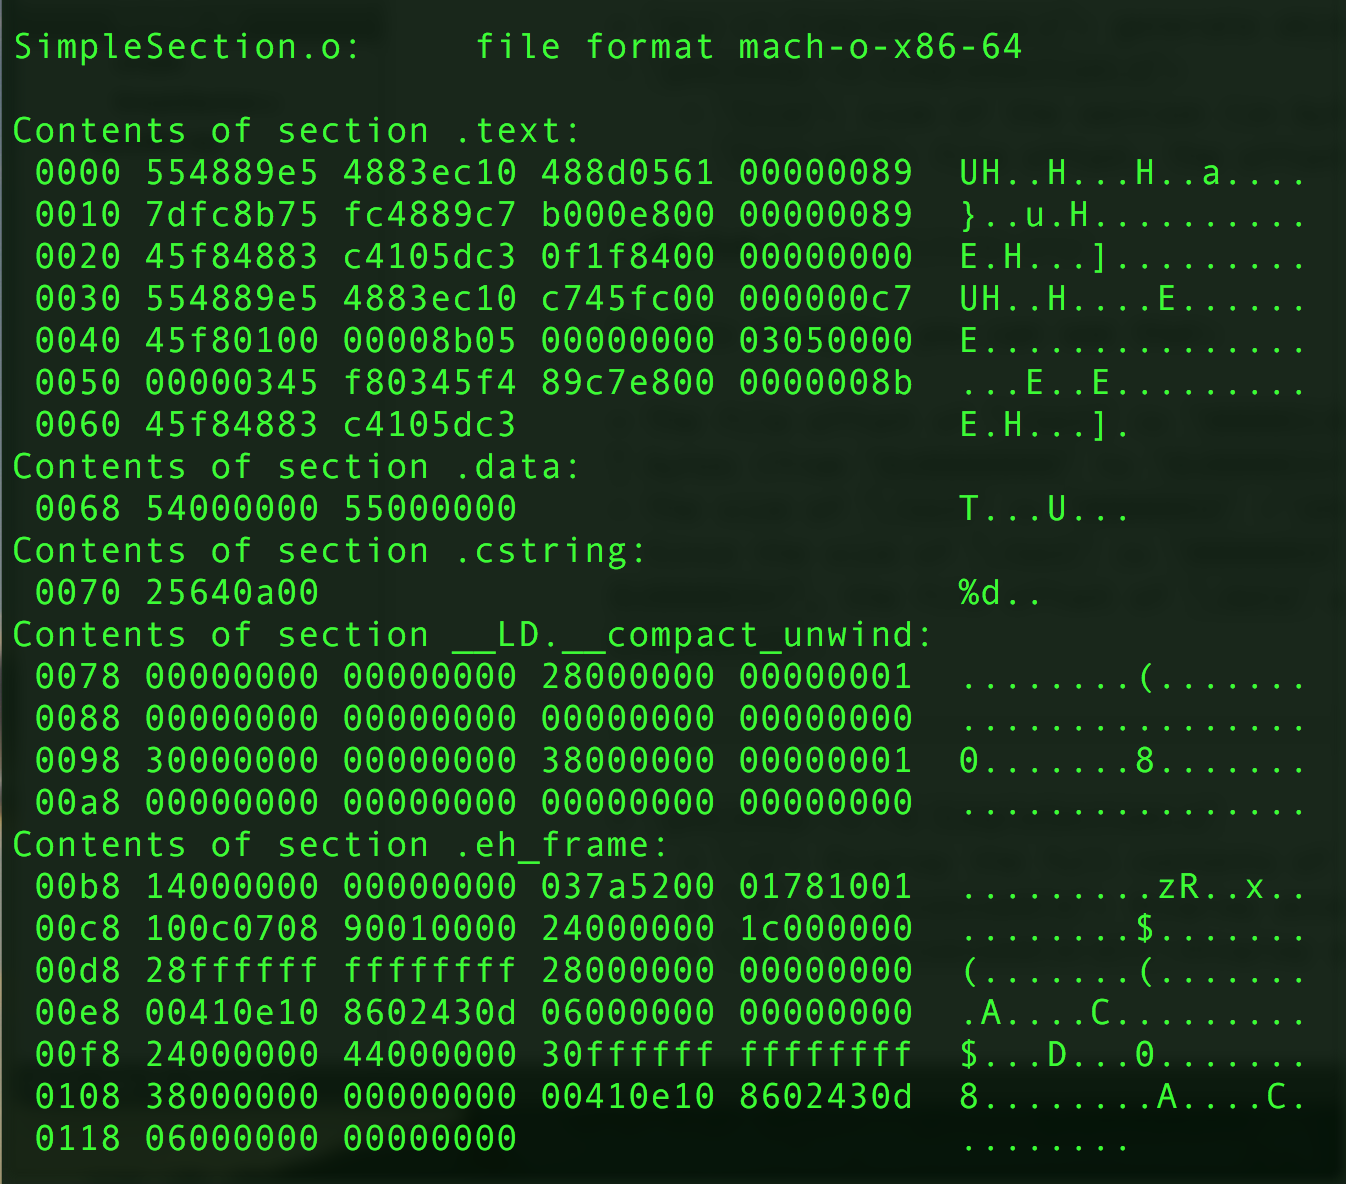 SimpleSection.o:     file format mach-o-x86-64
Contents of section .text:
 0000 554889e5 4883ec10 488d0561 00000089  UH..H...H..a....
 0010 7dfc8b75 fc4889c7 b000e800 00000089  }..u.H..........
 0020 45f84883 c4105dc3 0f1f8400 00000000  E.H...].........
 0030 554889e5 4883ec10 c745fc00 000000c7  UH..H....E......
 0040 45f80100 00008b05 00000000 03050000  E...............
 0050 00000345 f80345f4 89c7e800 0000008b  ...E..E.........
 0060 45f84883 c4105dc3                    E.H...].
Contents of section .data:
 0068 54000000 55000000                    T...U...
Contents of section .cstring:
 0070 25640a00                             %d..
Contents of section __LD.__compact_unwind:
 0078 00000000 00000000 28000000 00000001  ........(.......
 0088 00000000 00000000 00000000 00000000  ................
 0098 30000000 00000000 38000000 00000001  0.......8.......
 00a8 00000000 00000000 00000000 00000000  ................
Contents of section .eh_frame:
 00b8 14000000 00000000 037a5200 01781001  .........zR..x..
 00c8 100c0708 90010000 24000000 1c000000  ........$.......
 00d8 28ffffff ffffffff 28000000 00000000  (.......(.......
 00e8 00410e10 8602430d 06000000 00000000  .A....C.........
 00f8 24000000 44000000 30ffffff ffffffff  $...D...0.......
 0108 38000000 00000000 00410e10 8602430d  8........A....C.
 0118 06000000 00000000                    ........